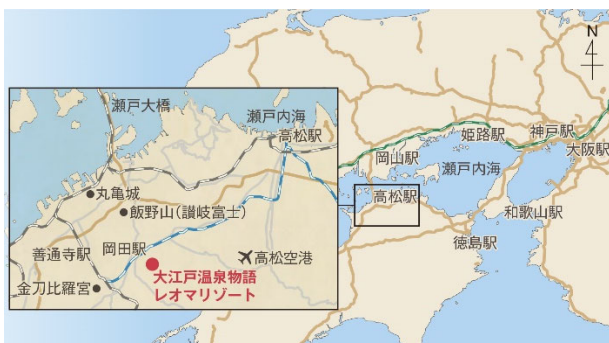 N
瀬戸大橋
瀬戸内海
高松駅
丸亀城
飯野山(讃岐富士)
善通寺駅
岡田駅
高松空港
金刀比羅宮
大江戸温泉物語
レオマリゾート
姫路駅
神戸駅
大阪駅
岡山駅
瀬戸内海
高松駅
和歌山駅
徳島駅